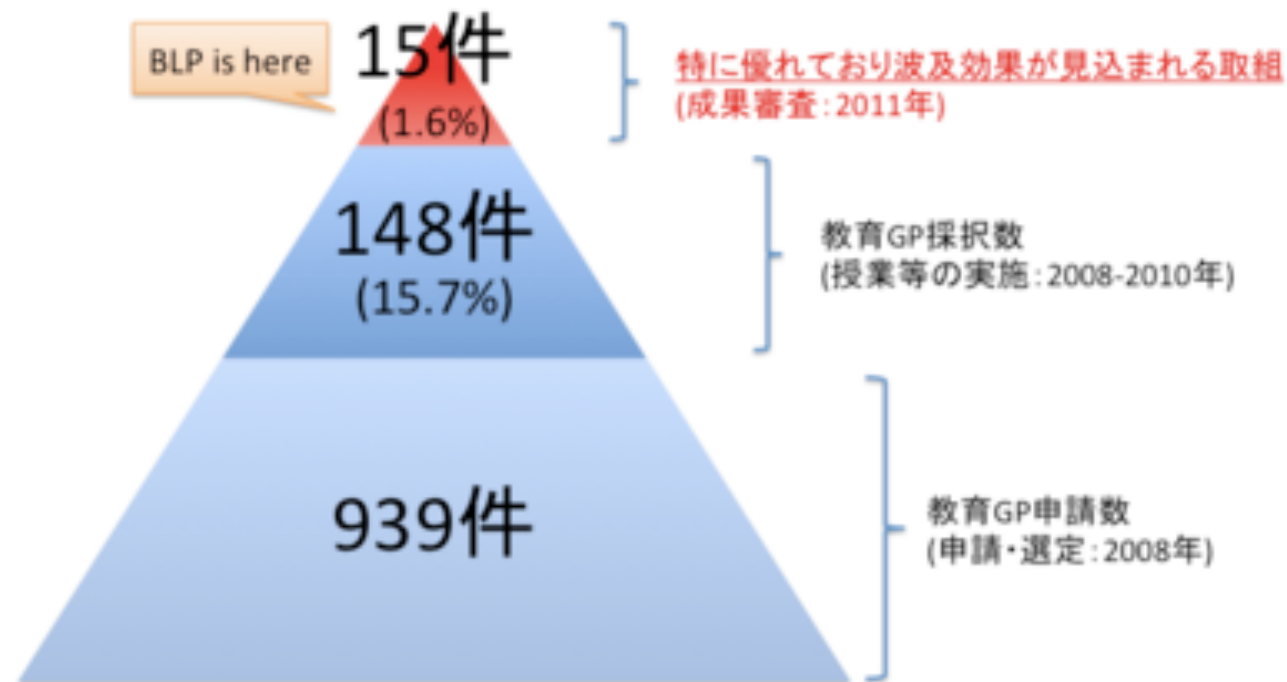 BLP is here
15件
(1.6%)
特に優れており波及効果が見込まれる取組
(成果審査:2011年)
148件
(15.7%)
教育GP採択数
(授業等の実施:2008-2010年)
939件
教育GP申請数
(申請・選定:2008年)